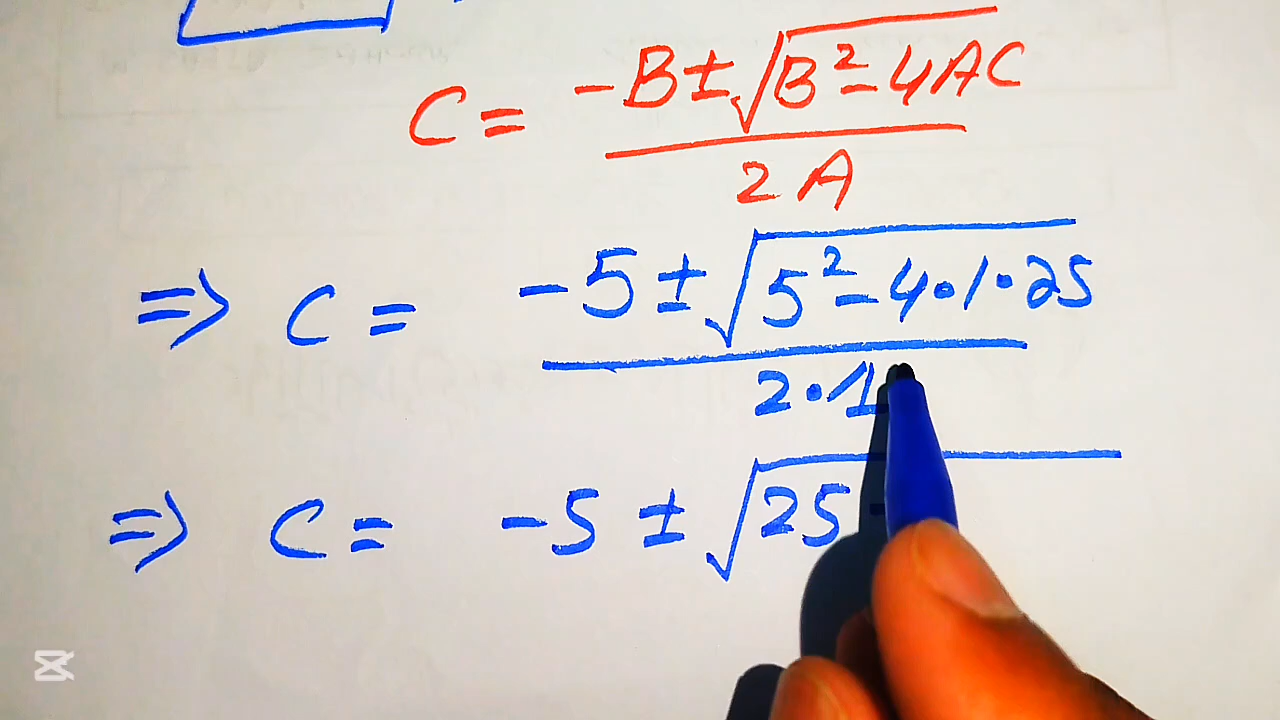 C = -B ± √B² - 4AC
2A
=> C = -5 ± √5² - 4·1·25
2·1
=> C = -5 ± √25 -